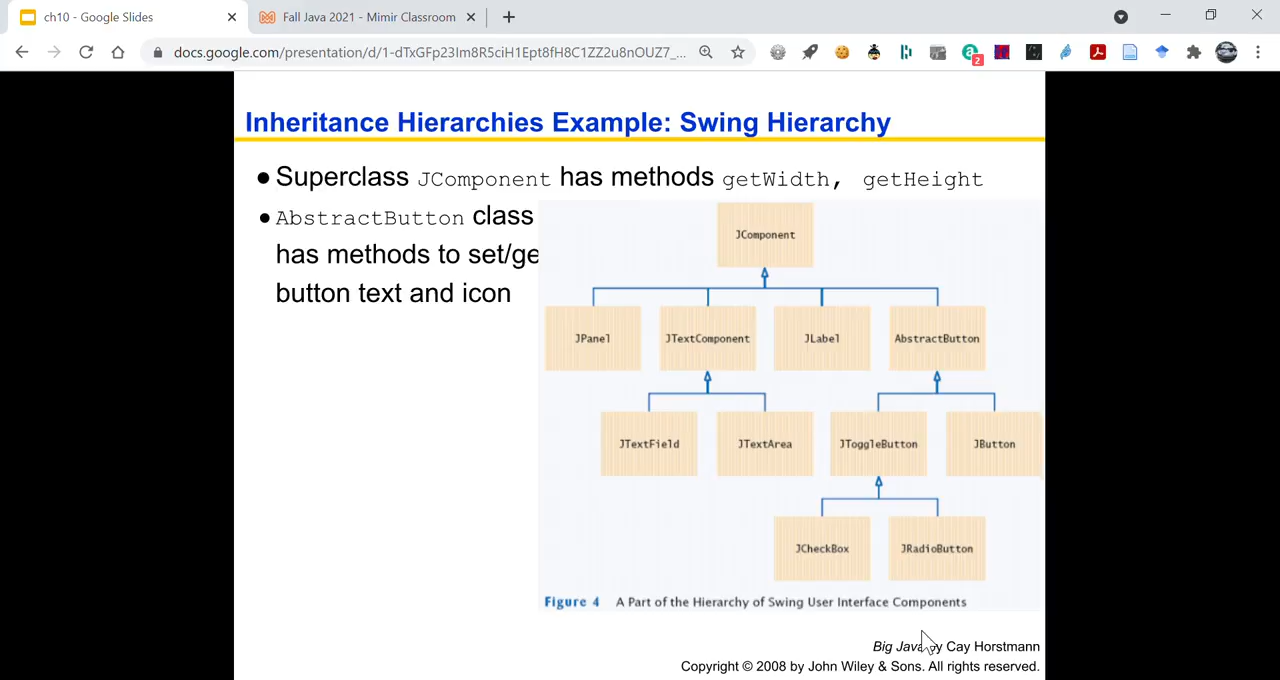 ch10 - Google Slides
Fall Java 2021 - Mimir Classroom
docs.google.com/presentation/d/1-dTxGFp23Im8R5ciH1Ept8fH8C1ZZ2u8nOUZ7_...
2
Inheritance Hierarchies Example: Swing Hierarchy
● Superclass JComponent has methods getWidth, getHeight
● AbstractButton class
has methods to set/ge
button text and icon
JComponent
JPanel JTextComponent JLabel AbstractButton
JTextField JTextArea JToggleButton JButton
JCheckBox JRadioButton
Figure 4 A Part of the Hierarchy of Swing User Interface Components
Big Java by Cay Horstmann
Copyright © 2008 by John Wiley & Sons. All rights reserved.